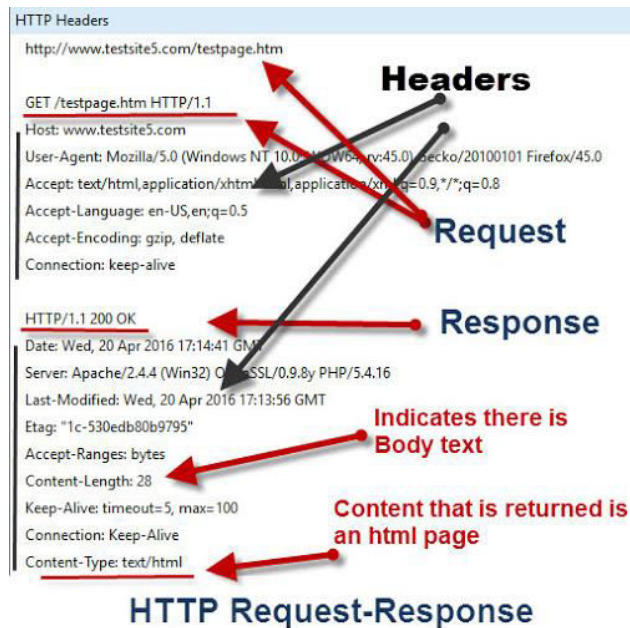 HTTP Headers
http://www.testsite5.com/testpage.htm
Headers
GET /testpage.htm HTTP/1.1
Host: www.testsite5.com
User-Agent: Mozilla/5.0 (Windows NT 10.0; rv:45.0) Gecko/20100101 Firefox/45.0
Accept: text/html,application/xhtml
q=0.9,*/*;q=0.8
Accept-Language: en-US,en;q=0.5
Request
Accept-Encoding: gzip, deflate
Connection: keep-alive
HTTP/1.1 200 OK
Response
Date: Wed, 20 Apr 2016 17:14:41 GMT
Server: Apache/2.4.4 (Win32) OpenSSL/0.9.8y PHP/5.4.16
Last-Modified: Wed, 20 Apr 2016 17:13:56 GMT
Etag: "1c-530edb80b9795"
Indicates there is
Body text
Accept-Ranges: bytes
Content-Length: 28
Keep-Alive: timeout=5, max=100
Connection: Keep-Alive
Content that is returned is
an html page
Content-Type: text/html
HTTP Request-Response